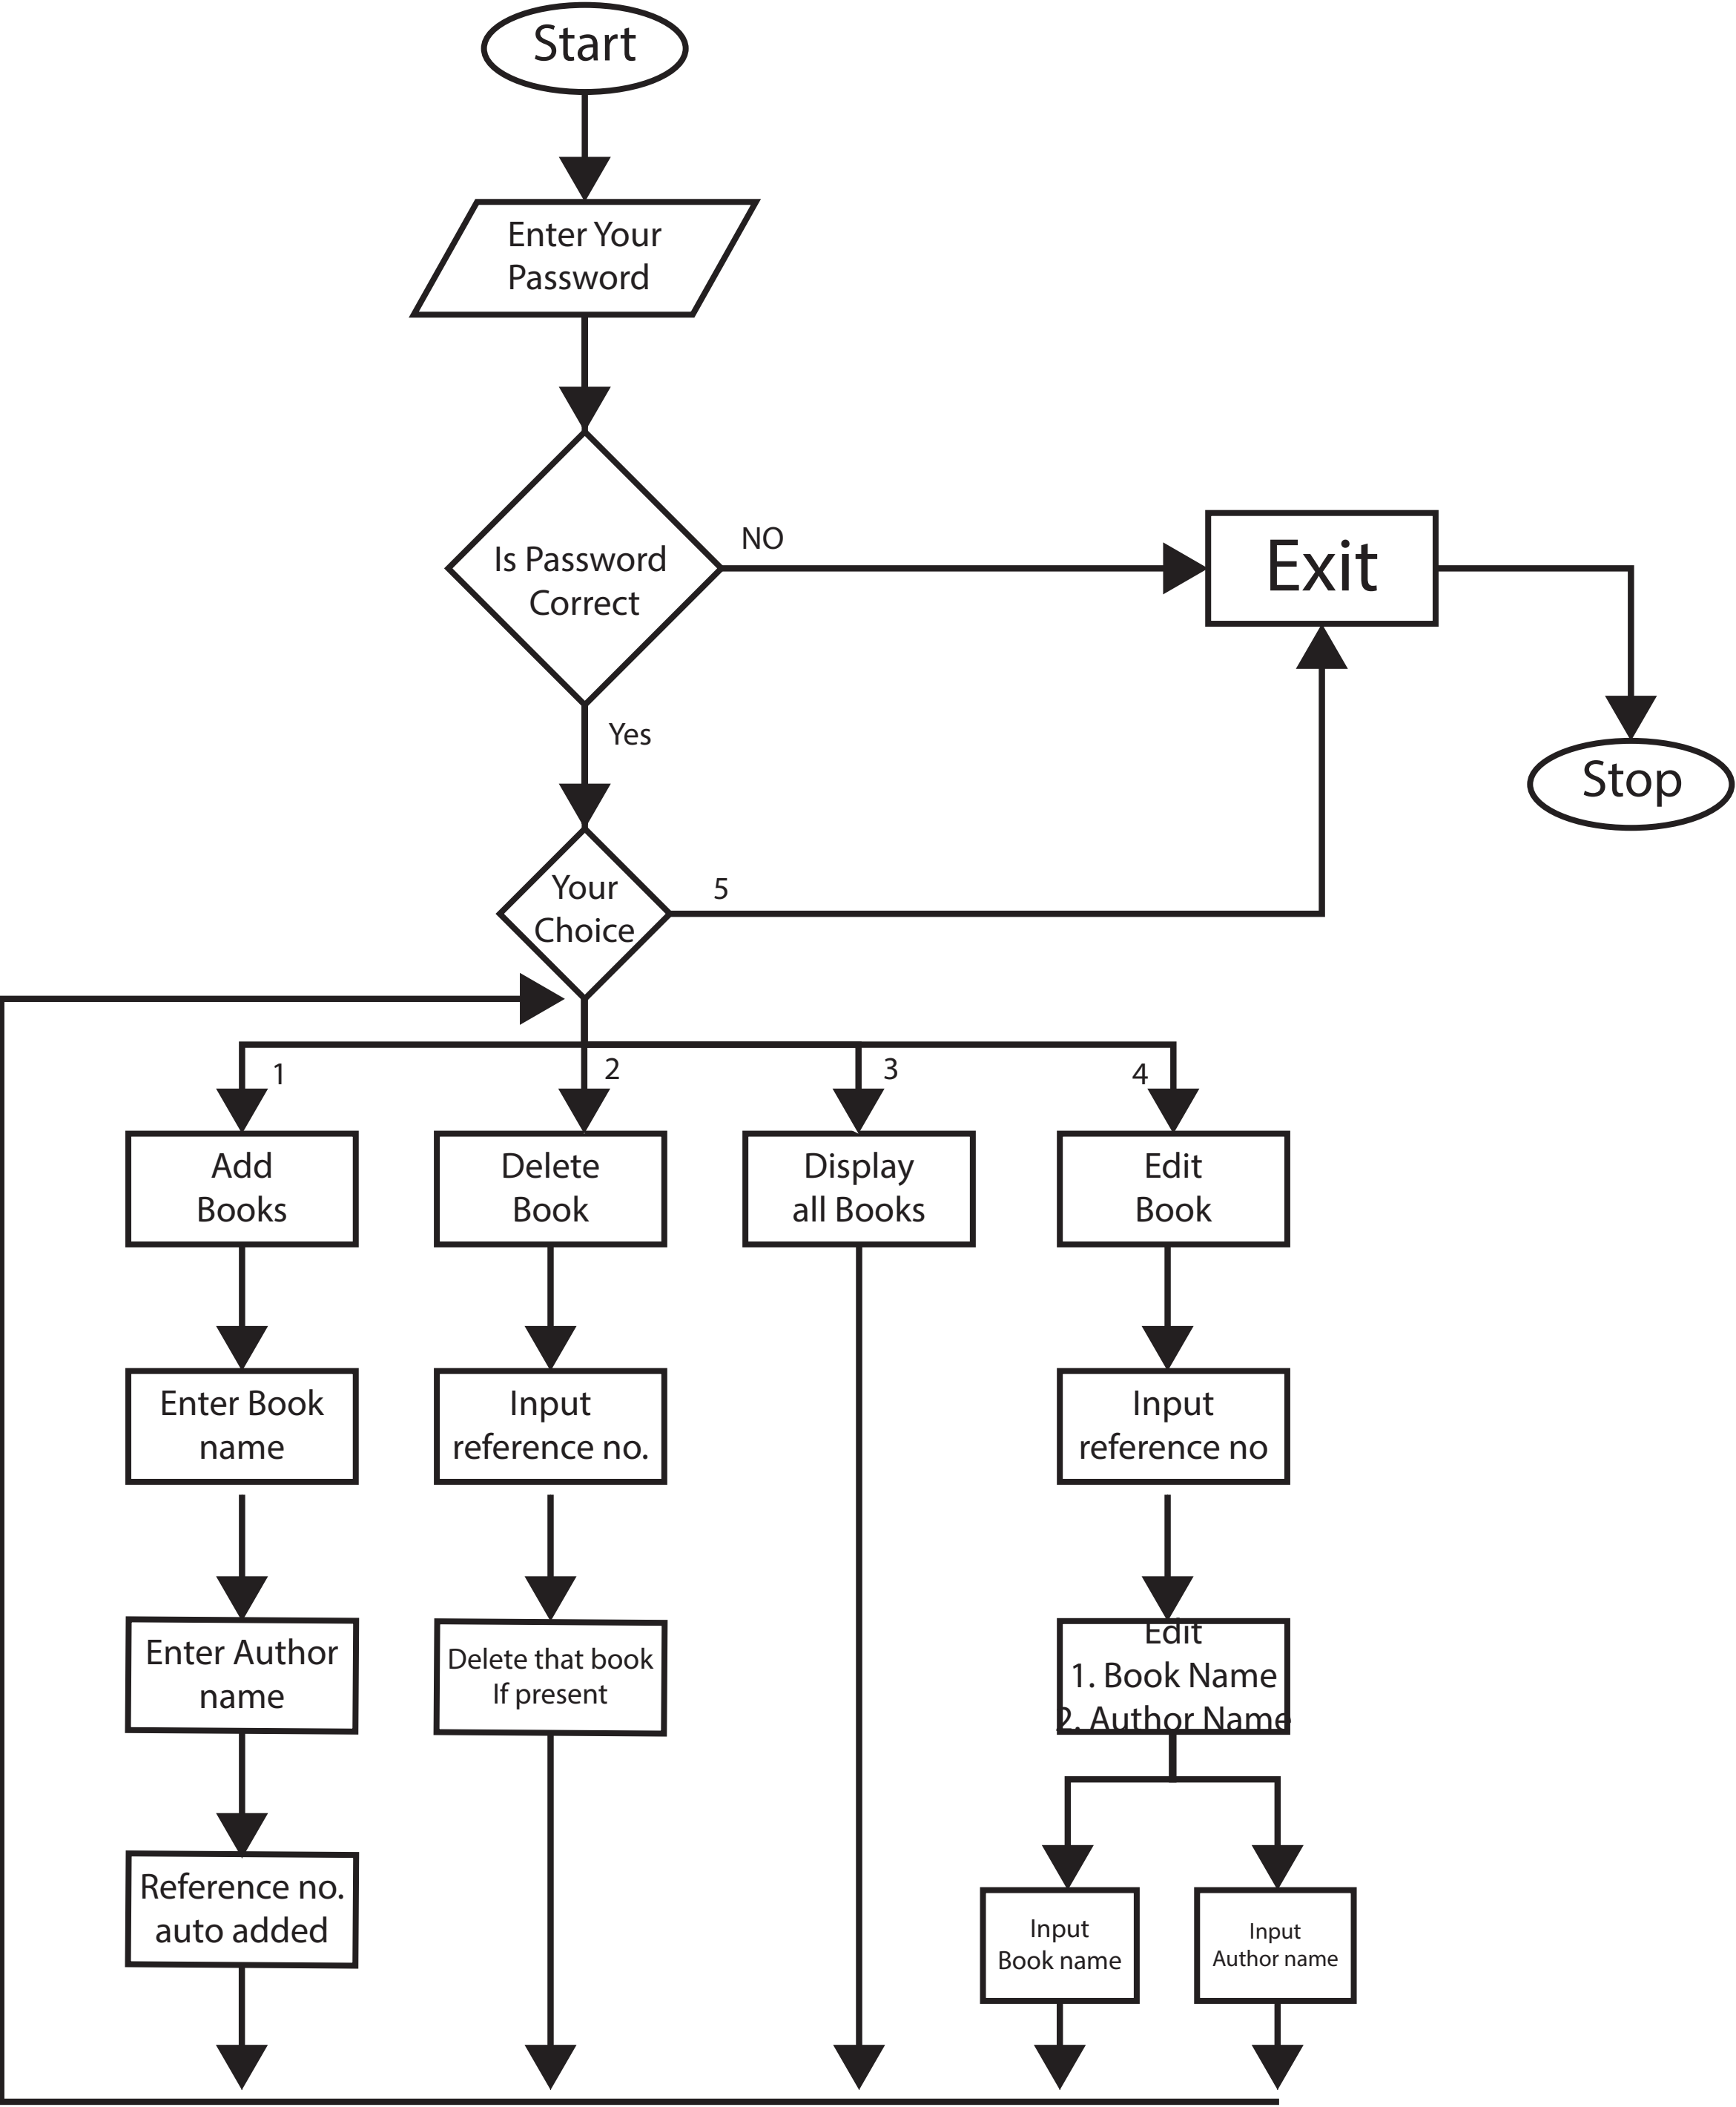 Start
Enter Your
Password
Is Password
Correct
NO
Exit
Yes
Stop
Your
Choice
5
1
2
3
4
Add
Books
Delete
Book
Display
all Books
Edit
Book
Enter Book
name
Input
reference no.
Input
reference no
Enter Author
name
Delete that book
If present
Edit
1. Book Name
2. Author Name
Reference no.
auto added
Input
Book name
Input
Author name